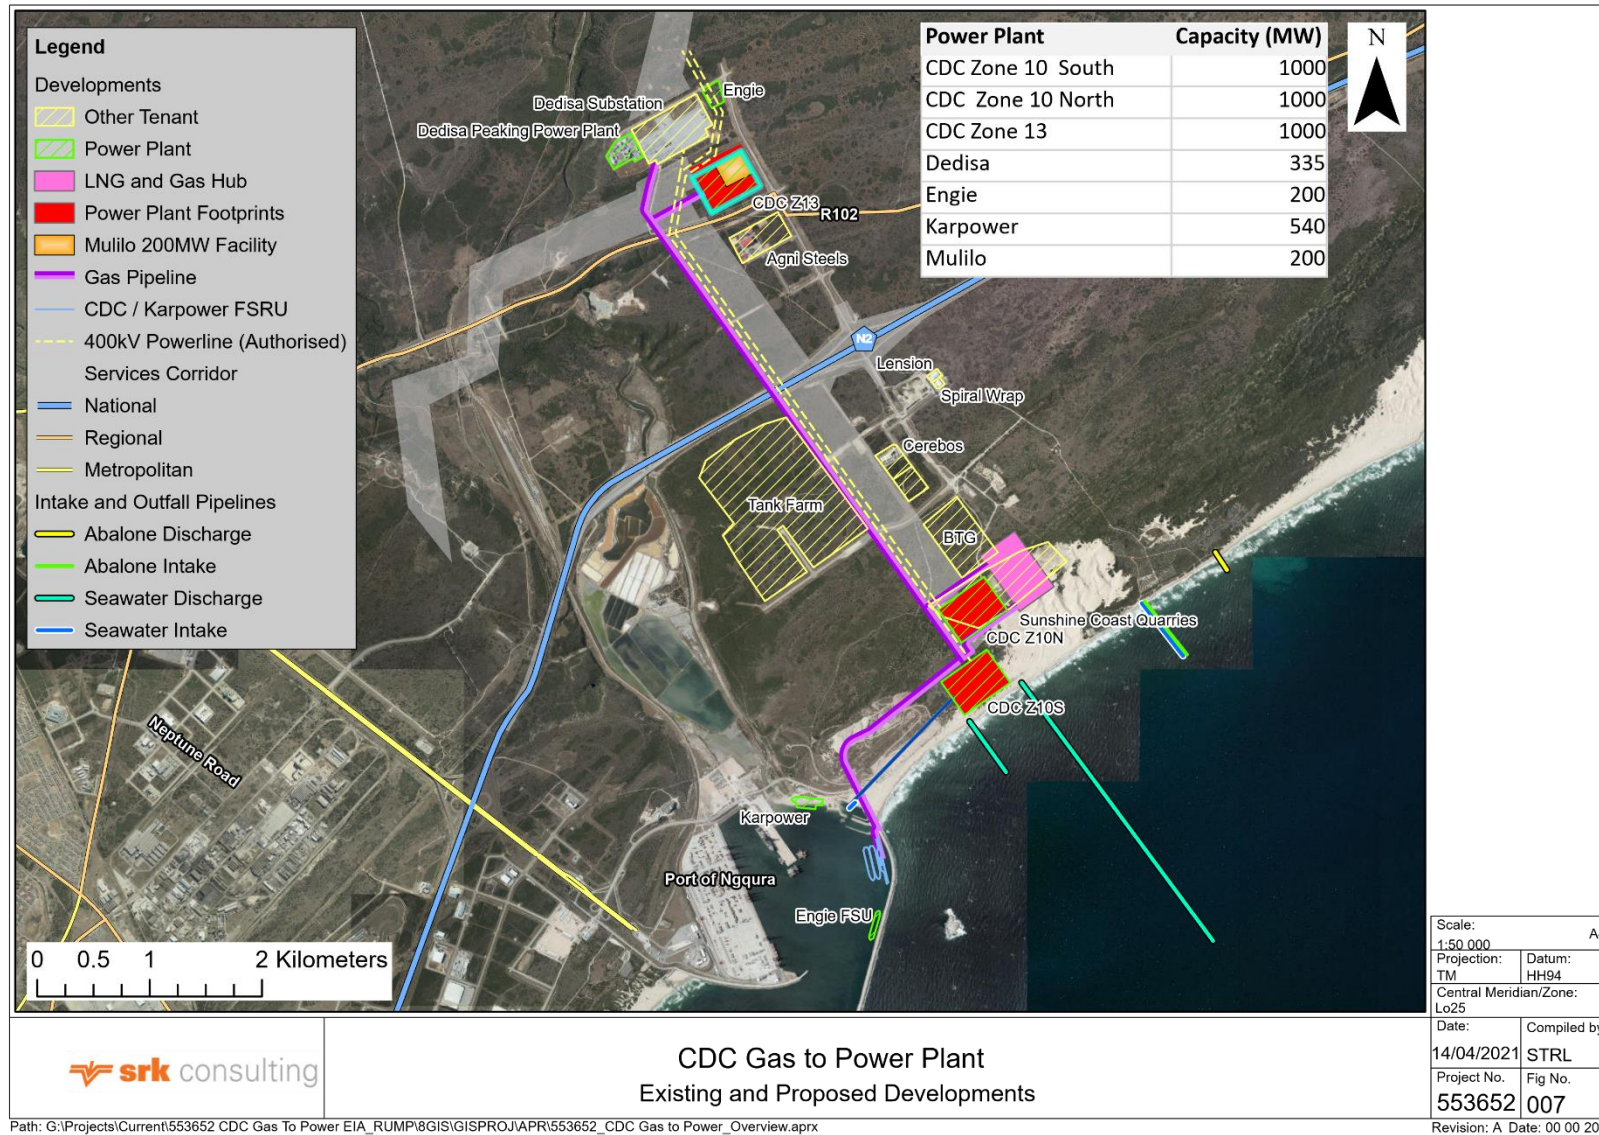 Legend
Developments
Other Tenant
Power Plant
LNG and Gas Hub
Power Plant Footprints
Mulilo 200MW Facility
Gas Pipeline
CDC / Karpower FSRU
400kV Powerline (Authorised)
Services Corridor
National
Regional
Metropolitan
Intake and Outfall Pipelines
Abalone Discharge
Abalone Intake
Seawater Discharge
Seawater Intake
Power Plant Capacity (MW)
CDC Zone 10 South 1000
CDC Zone 10 North 1000
CDC Zone 13 1000
Dedisa 335
Engie 200
Karpower 540
Mulilo 200
N
Engie
Dedisa Substation
Dedisa Peaking Power Plant
CDC Z13
R102
Agni Steels
N2
Lension
Spiral Wrap
Cerebos
Tank Farm
BTG
Sunshine Coast Quarries
CDC Z10N
CDC Z10S
Neptune Road
Karpower
Port of Ngqura
Engie FSU
0 0.5 1 2 Kilometers
Scale:
1:50 000
Projection: Datum:
TM HH94
Central Meridian/Zone:
Lo25
Date: Compiled by
14/04/2021 STRL
Project No. Fig No.
553652 007
srk consulting
CDC Gas to Power Plant
Existing and Proposed Developments
Path: G:\Projects\Current\553652 CDC Gas To Power EIA_RUMP\8GIS\GISPROJ\APR\553652_CDC Gas to Power_Overview.aprx
Revision: A Date: 00 00 20